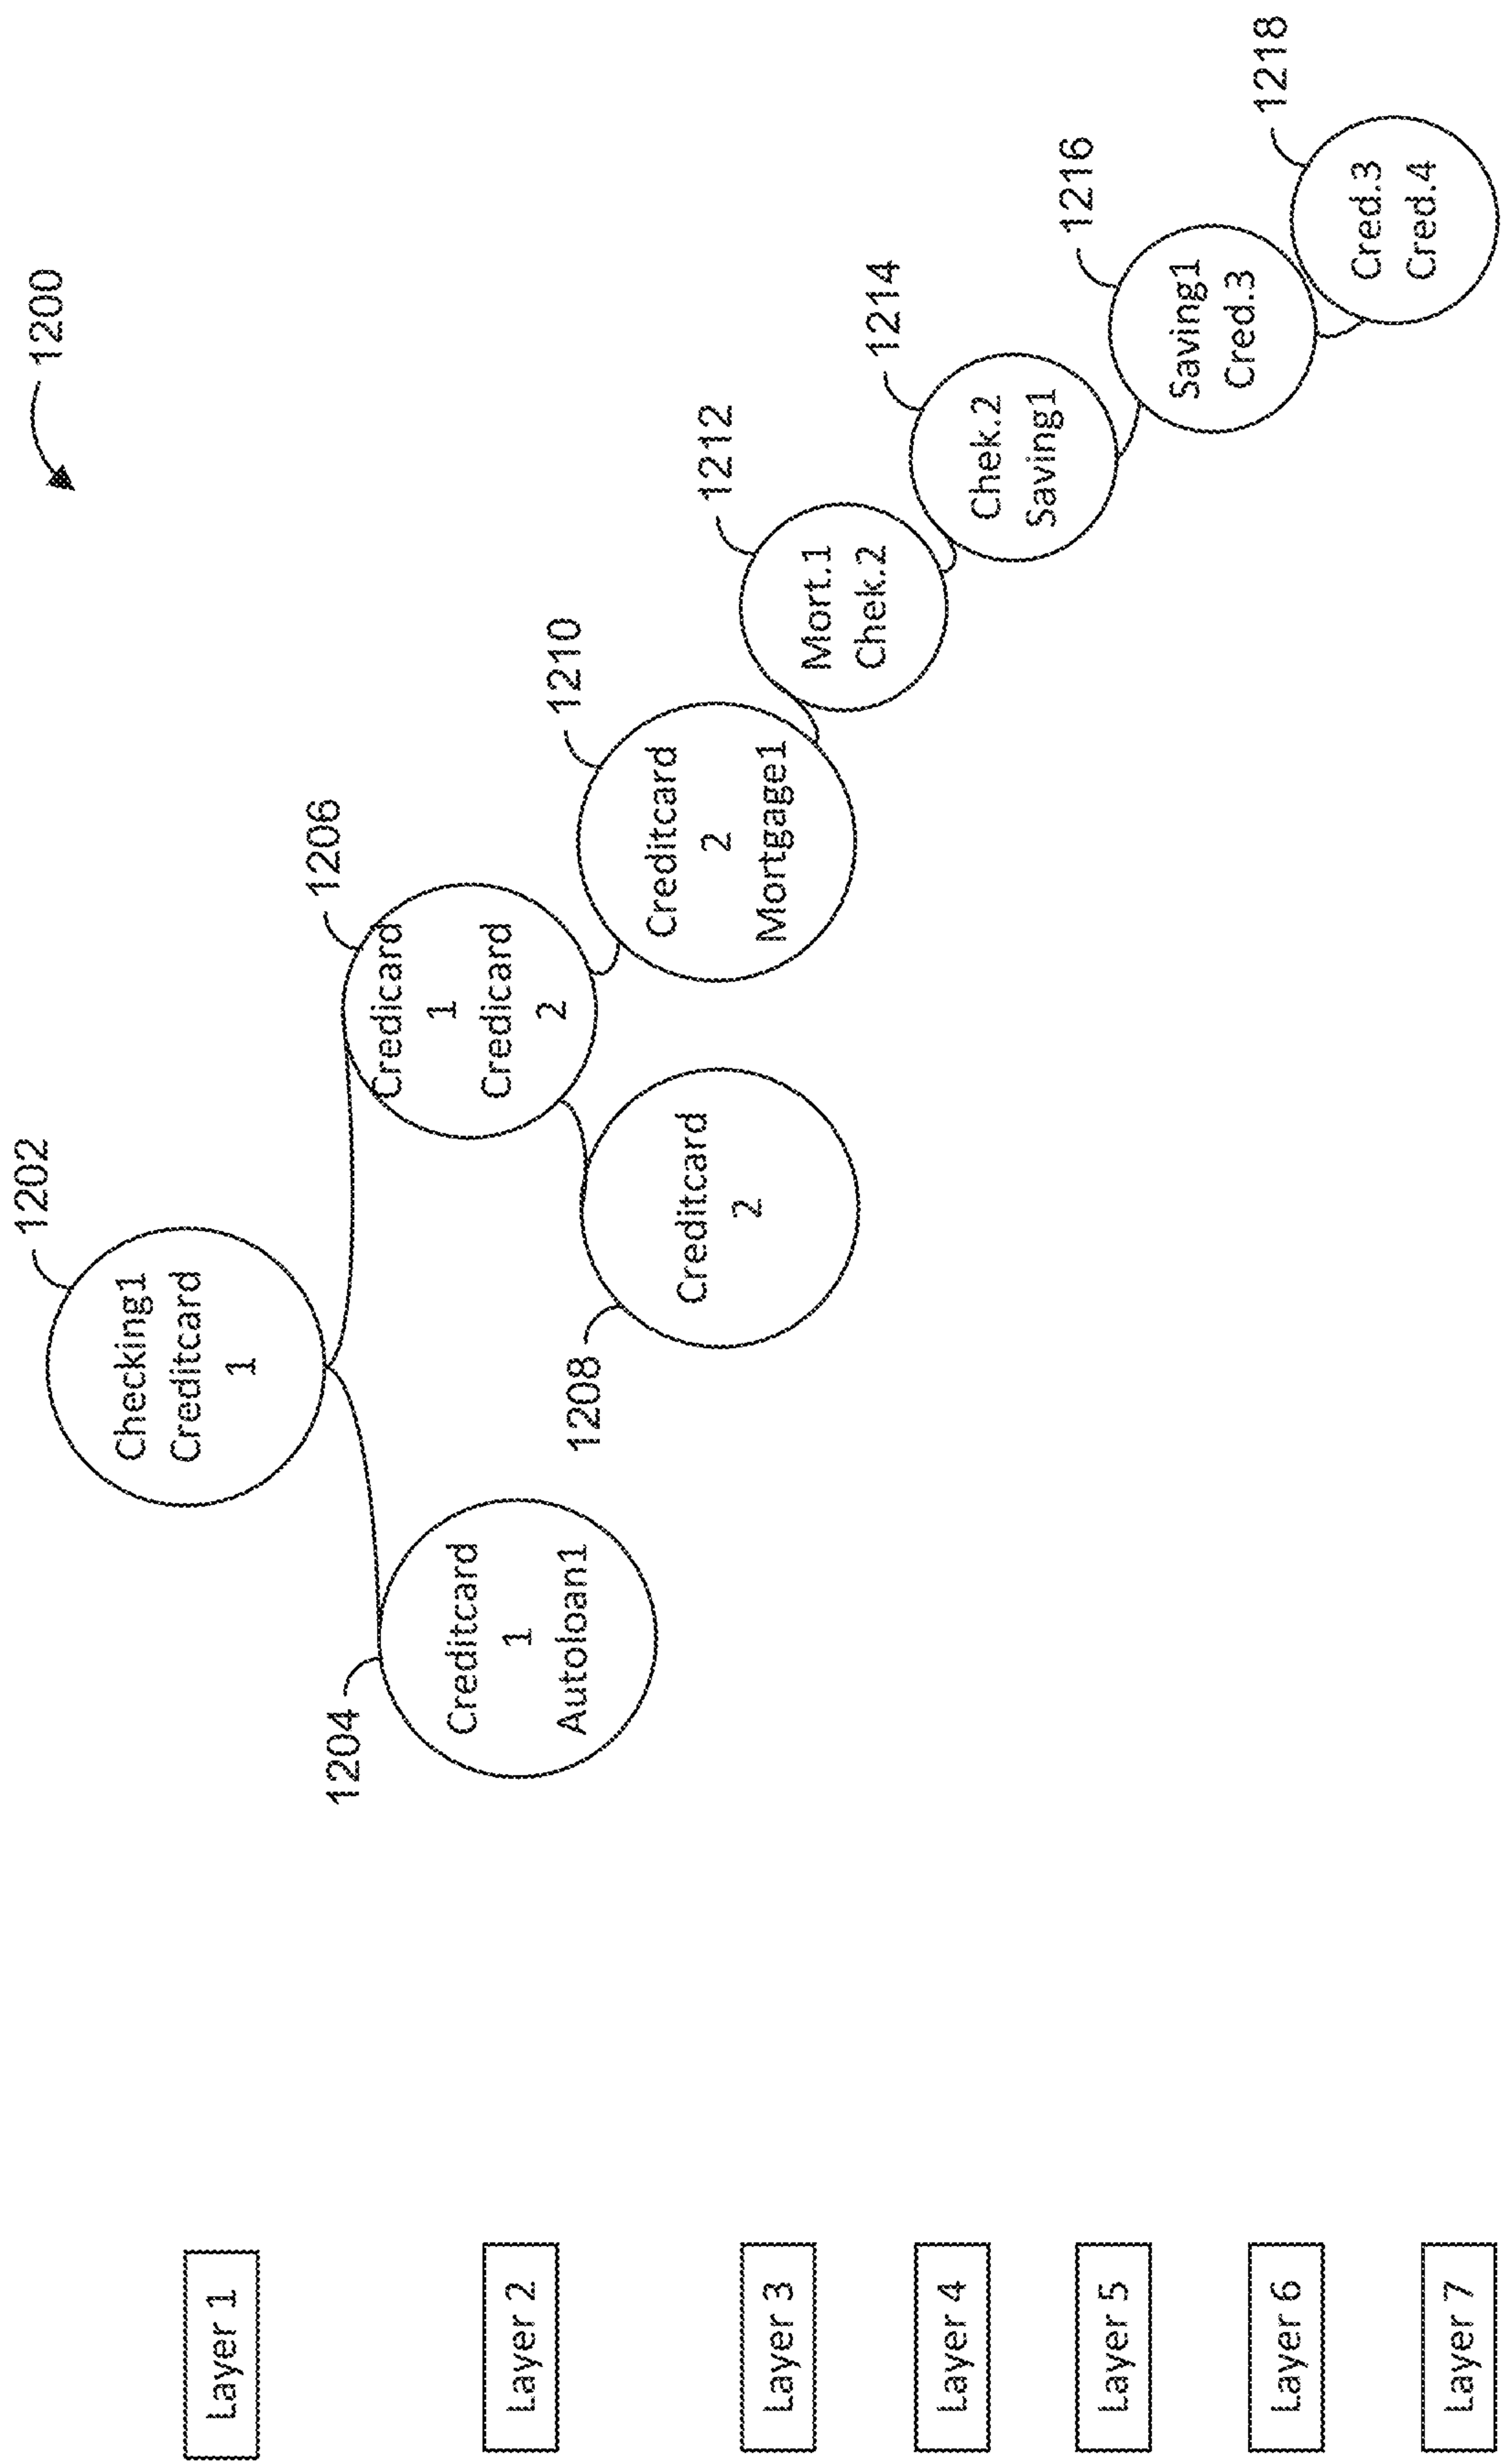 1200
1202
Checking1
Creditcard
1
Layer 1
1204
Creditcard
1
Autoloan1
1206
Credicard
1
Credicard
2
Layer 2
1208
Creditcard
2
1210
Creditcard
2
Mortgage1
Layer 3
1212
Mort.1
Chek.2
Layer 4
1214
Chek.2
Saving1
Layer 5
1216
Saving1
Cred.3
Layer 6
1218
Cred.3
Cred.4
Layer 7